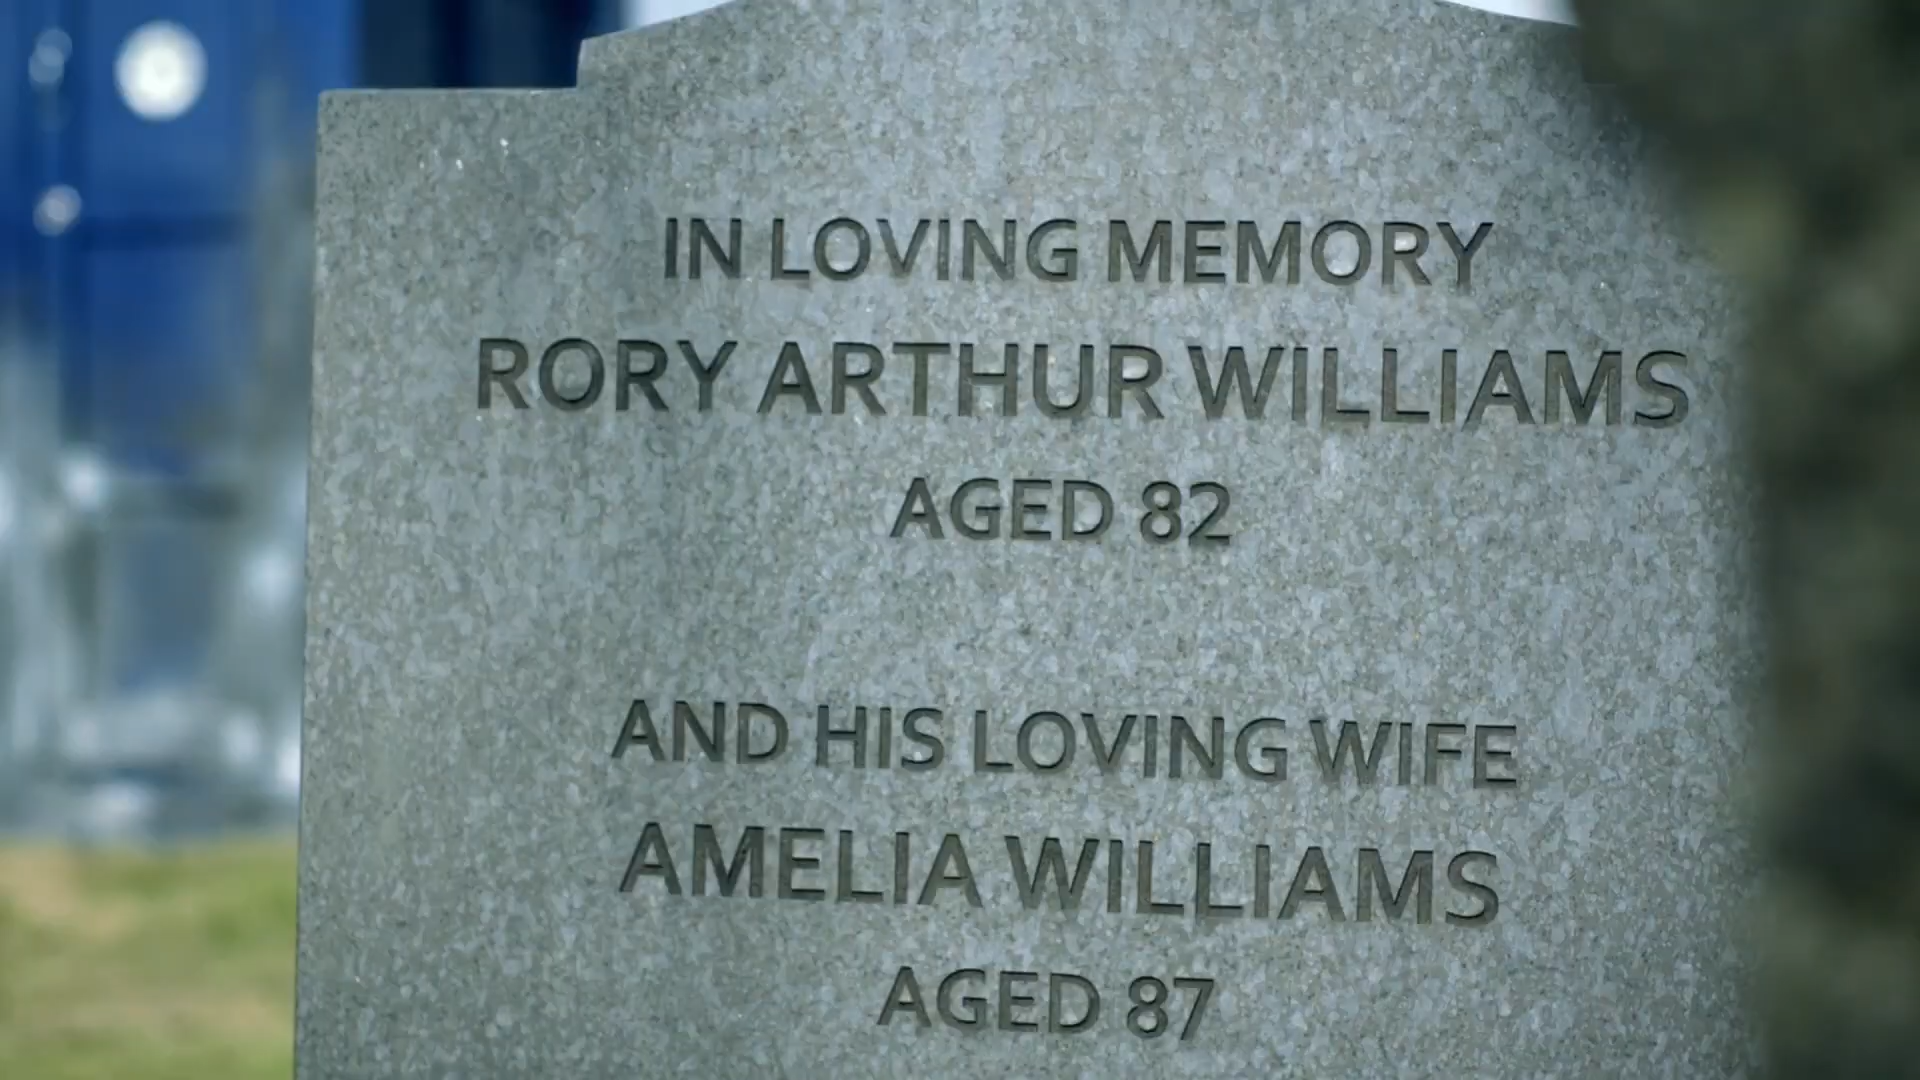 IN LOVING MEMORY
RORY ARTHUR WILLIAMS
AGED 82
AND HIS LOVING WIFE
AMELIA WILLIAMS
AGED 87